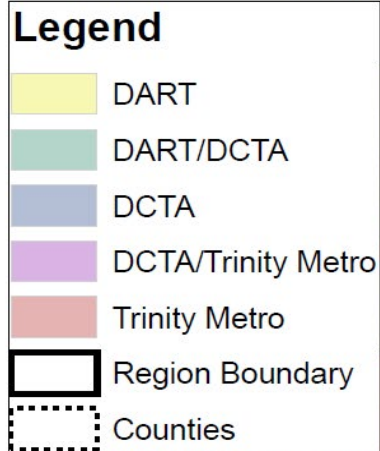 Legend
DART
DART/DCTA
DCTA
DCTA/Trinity Metro
Trinity Metro
Region Boundary
Counties